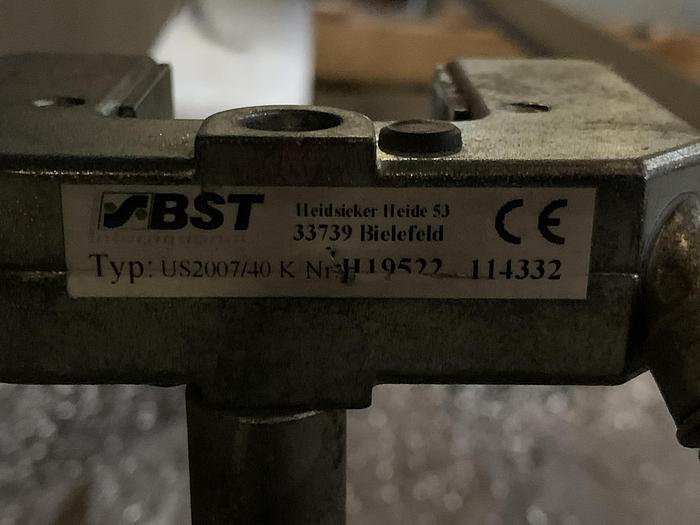 BST
Heidsieker Heide 53
33739 Bielefeld
CE
Typ: US2007/40 K Nr. H19522 114332